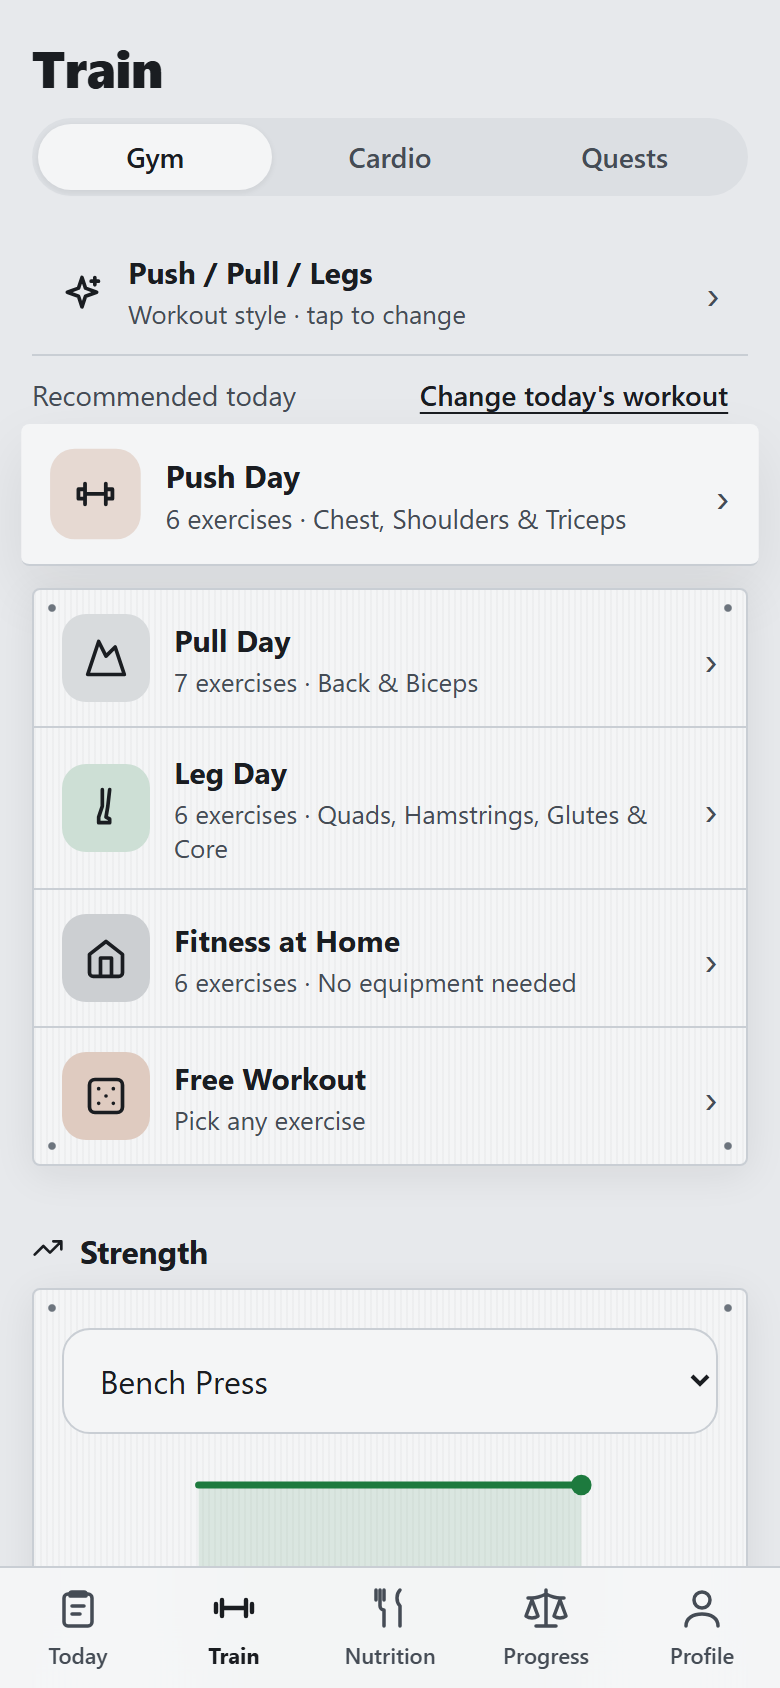 Train
Gym
Cardio
Quests
Push / Pull / Legs
Workout style · tap to change
›
Recommended today
Change today's workout
Push Day
6 exercises · Chest, Shoulders & Triceps
›
Pull Day
7 exercises · Back & Biceps
›
Leg Day
6 exercises · Quads, Hamstrings, Glutes &
Core
›
Fitness at Home
6 exercises · No equipment needed
›
Free Workout
Pick any exercise
›
Strength
Bench Press
Today
Train
Nutrition
Progress
Profile